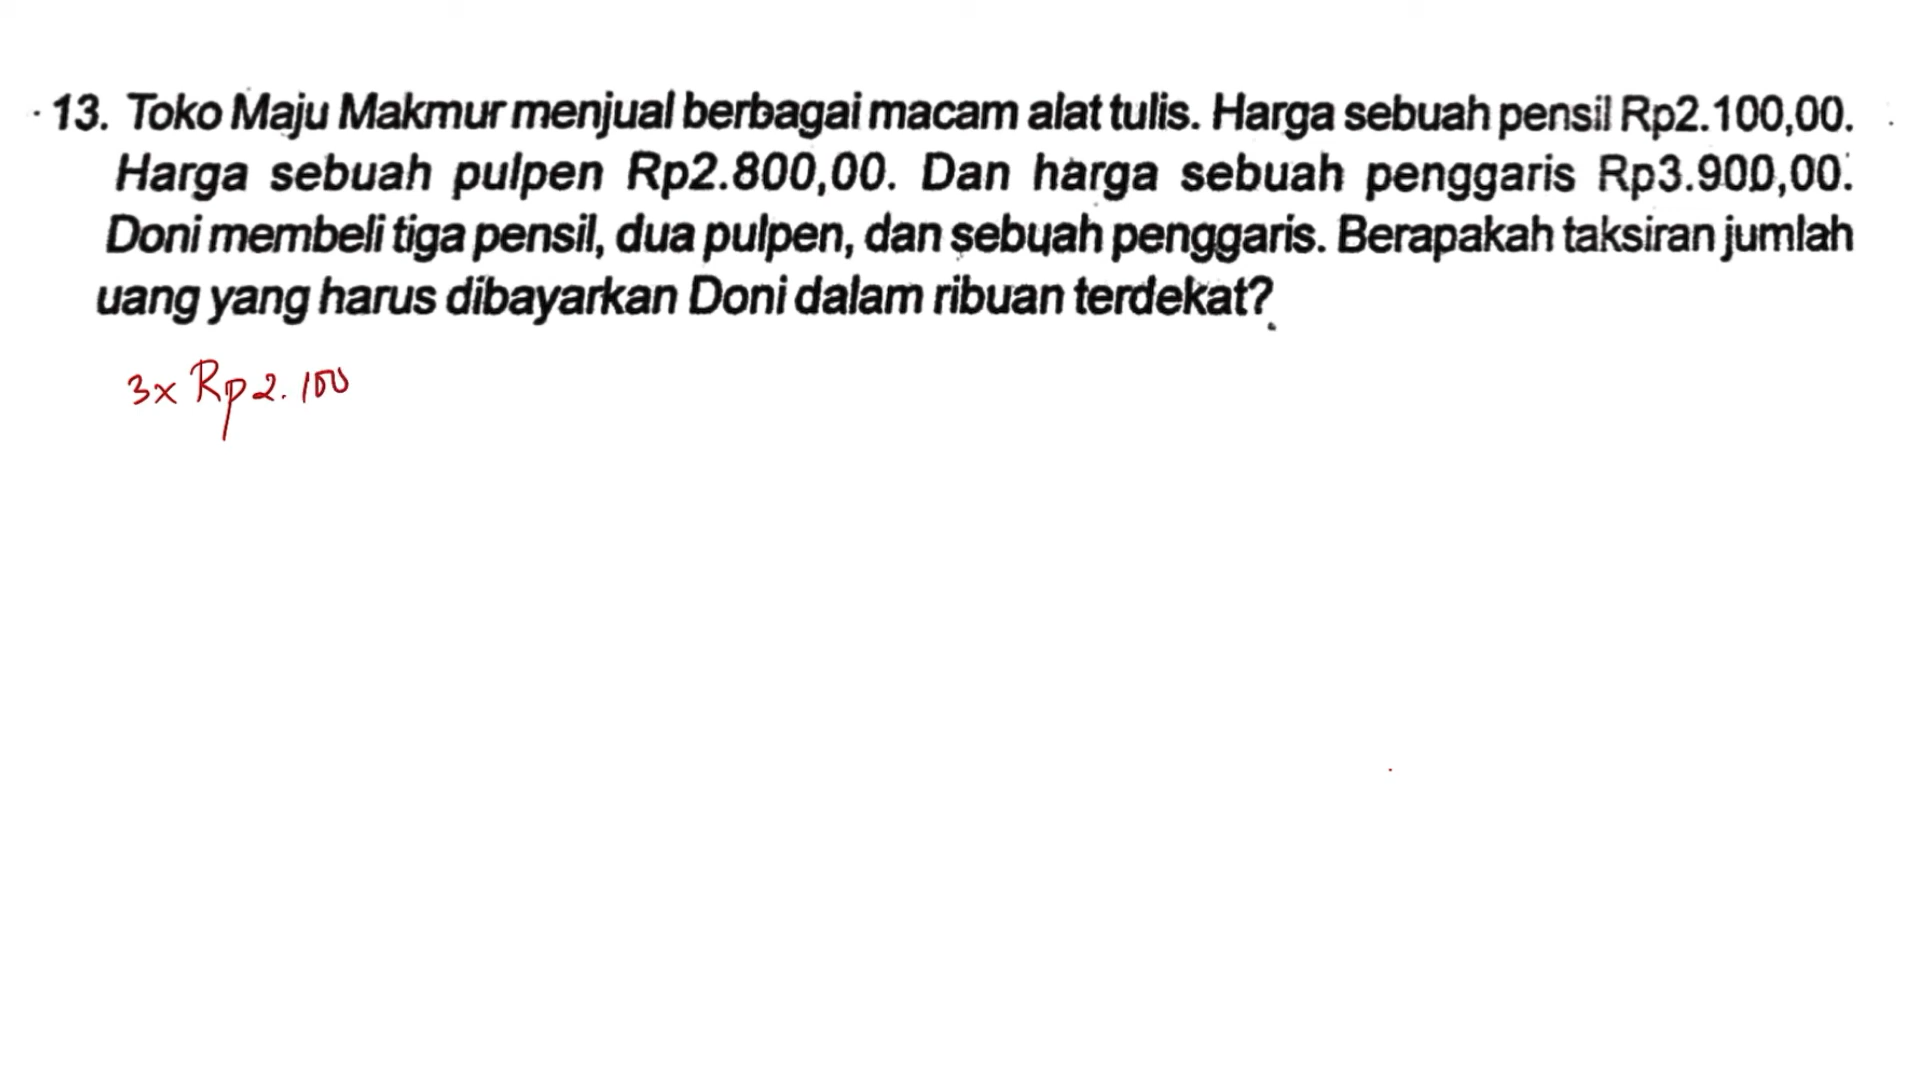 13. Toko Maju Makmur menjual berbagai macam alat tulis. Harga sebuah pensil Rp2.100,00.
Harga sebuah pulpen Rp2.800,00. Dan harga sebuah penggaris Rp3.900,00.
Doni membeli tiga pensil, dua pulpen, dan sebuah penggaris. Berapakah taksiran jumlah
uang yang harus dibayarkan Doni dalam ribuan terdekat?
3x Rp2.100